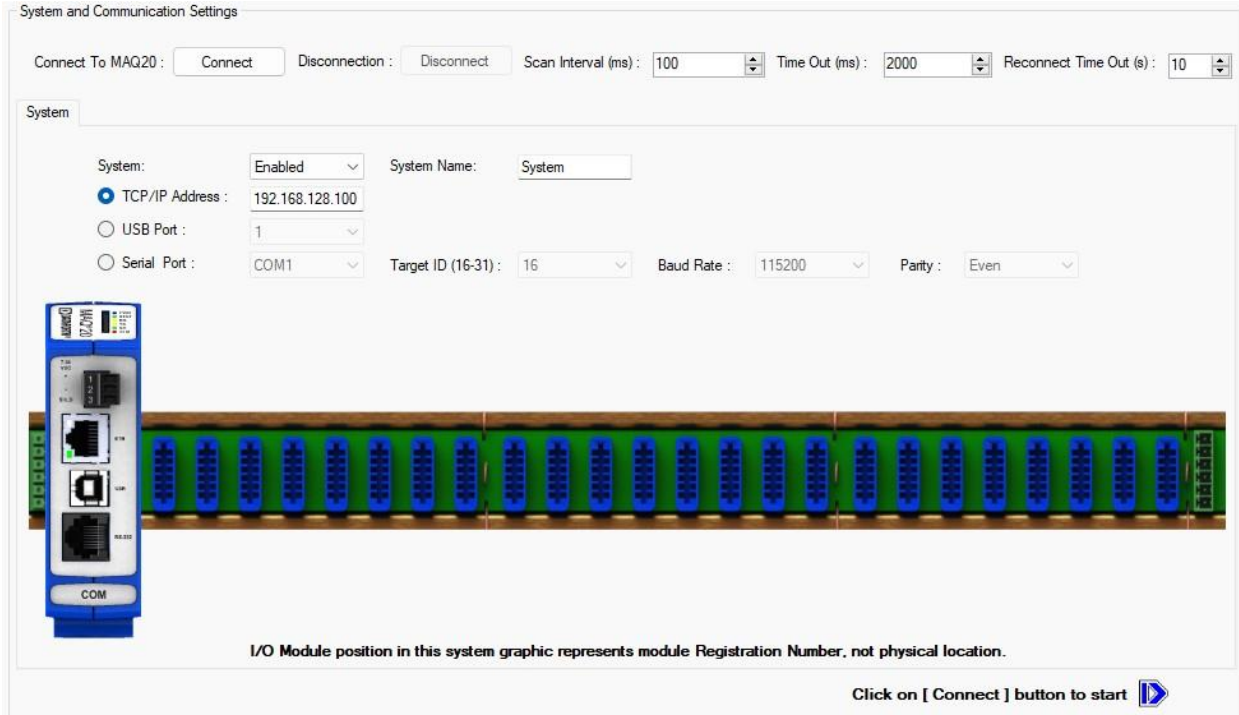 System and Communication Settings
Connect To MAQ20 : Connect Disconnection : Disconnect Scan Interval (ms) : 100 Time Out (ms) : 2000 Reconnect Time Out (s) : 10
System
System: Enabled System Name: System
TCP/IP Address : 192.168.128.100
USB Port : 1
Serial Port : COM1 Target ID (16-31) : 16 Baud Rate : 115200 Parity : Even
MAQ20
1
2
3
COM
I/O Module position in this system graphic represents module Registration Number, not physical location.
Click on [ Connect ] button to start